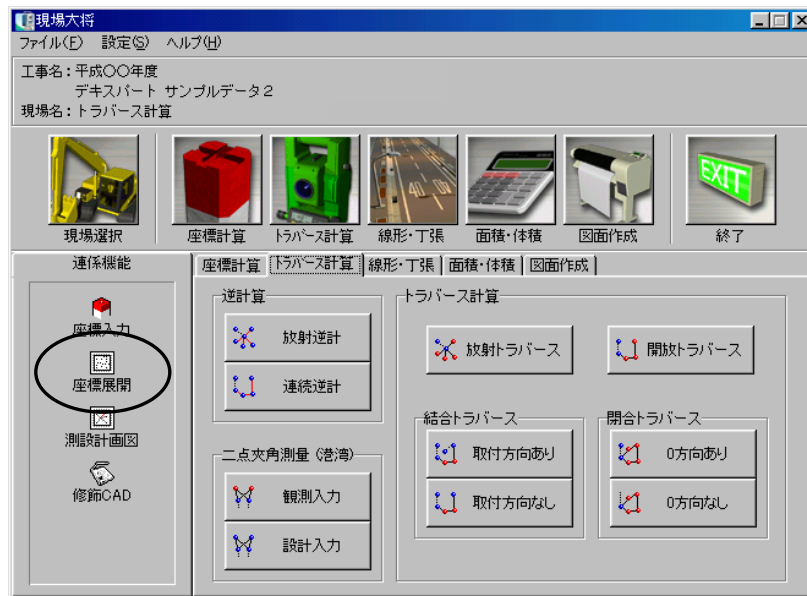 現場大将
ファイル(F) 設定(S) ヘルプ(H)
工事名：平成〇〇年度
デキスパート サンプルデータ2
現場名：トラバース計算
EXIT
現場選択 座標計算 トラバース計算 線形・丁張 面積・体積 図面作成 終了
連係機能
座標計算 トラバース計算 線形・丁張 面積・体積 図面作成
座標入力
座標展開
測設計画図
修飾CAD
逆計算
放射逆計
連続逆計
二点夾角測量（港湾）
観測入力
設計入力
トラバース計算
放射トラバース 開放トラバース
結合トラバース
取付方向あり
取付方向なし
閉合トラバース
0方向あり
0方向なし